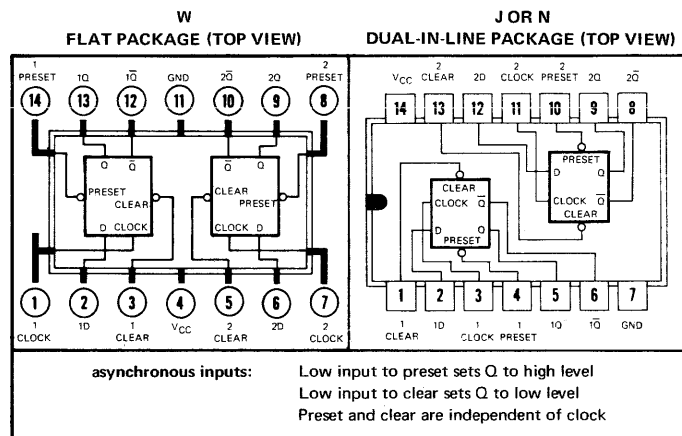 W
FLAT PACKAGE (TOP VIEW)
1 PRESET 1Q 1Q̅ GND 2Q̅ 2Q 2 PRESET
14 13 12 11 10 9 8
Q Q̅ Q̅ Q
PRESET CLEAR CLEAR PRESET
D CLOCK CLOCK D
1 2 3 4 5 6 7
1 CLOCK 1D 1 CLEAR VCC 2 CLEAR 2D 2 CLOCK
J OR N
DUAL-IN-LINE PACKAGE (TOP VIEW)
VCC 2 CLEAR 2D 2 CLOCK 2 PRESET 2Q 2Q̅
14 13 12 11 10 9 8
PRESET
D Q
CLOCK Q̅
CLEAR
CLEAR
CLOCK Q̅
D Q
PRESET
1 2 3 4 5 6 7
1 CLEAR 1D 1 CLOCK 1 PRESET 1Q 1Q̅ GND
asynchronous inputs: Low input to preset sets Q to high level
Low input to clear sets Q to low level
Preset and clear are independent of clock